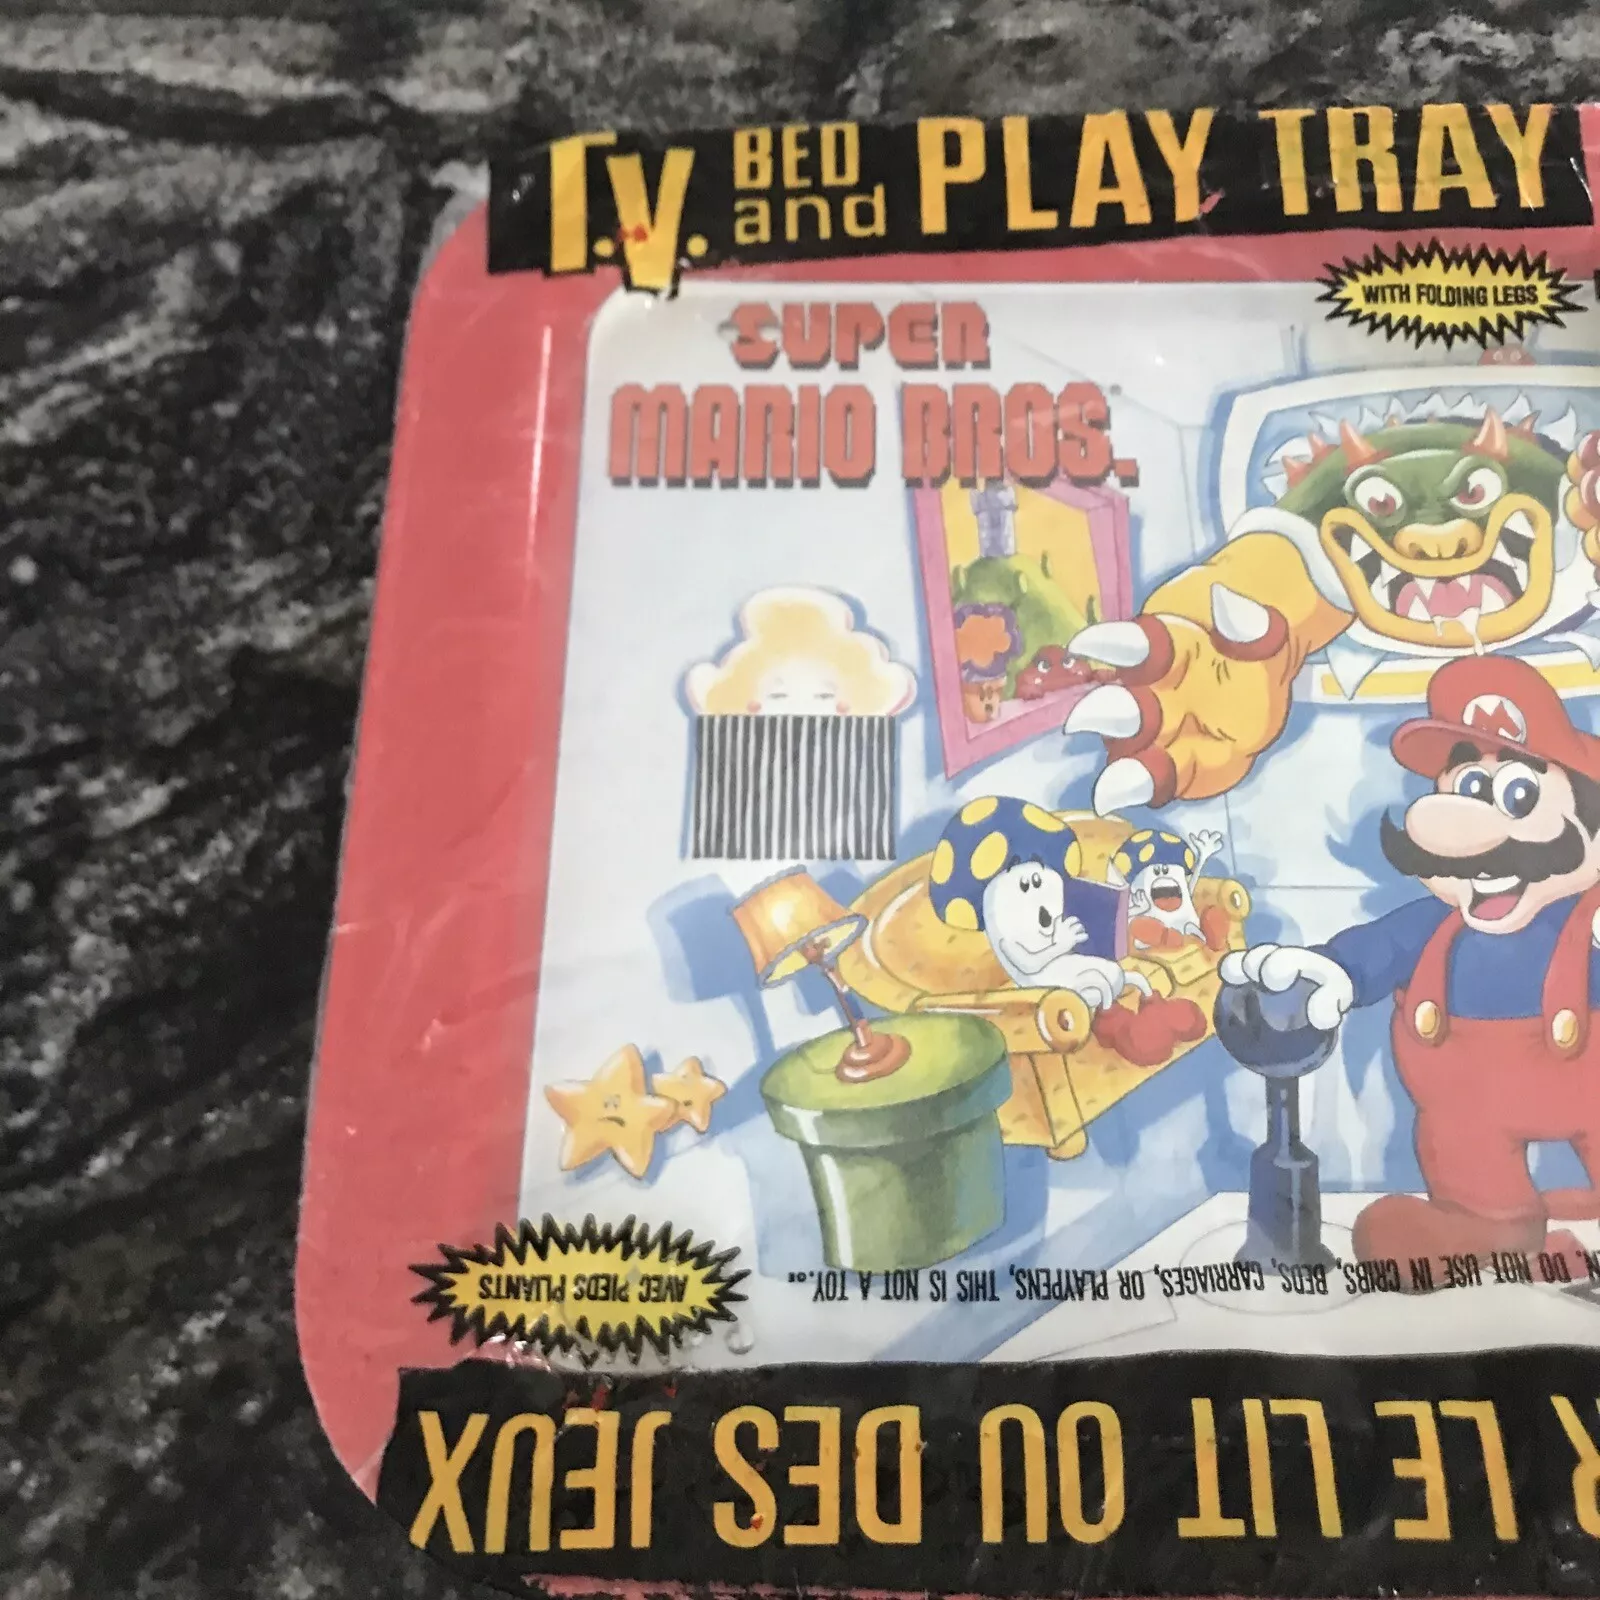 T.V. BED and PLAY TRAY
WITH FOLDING LEGS
SUPER
MARIO BROS.
M
DO NOT USE IN CRIBS, BEDS, CARRIAGES, OR PLAYPENS, THIS IS NOT A TOY.
AVEC PIEDS PLIANTS
LE LIT OU DES JEUX